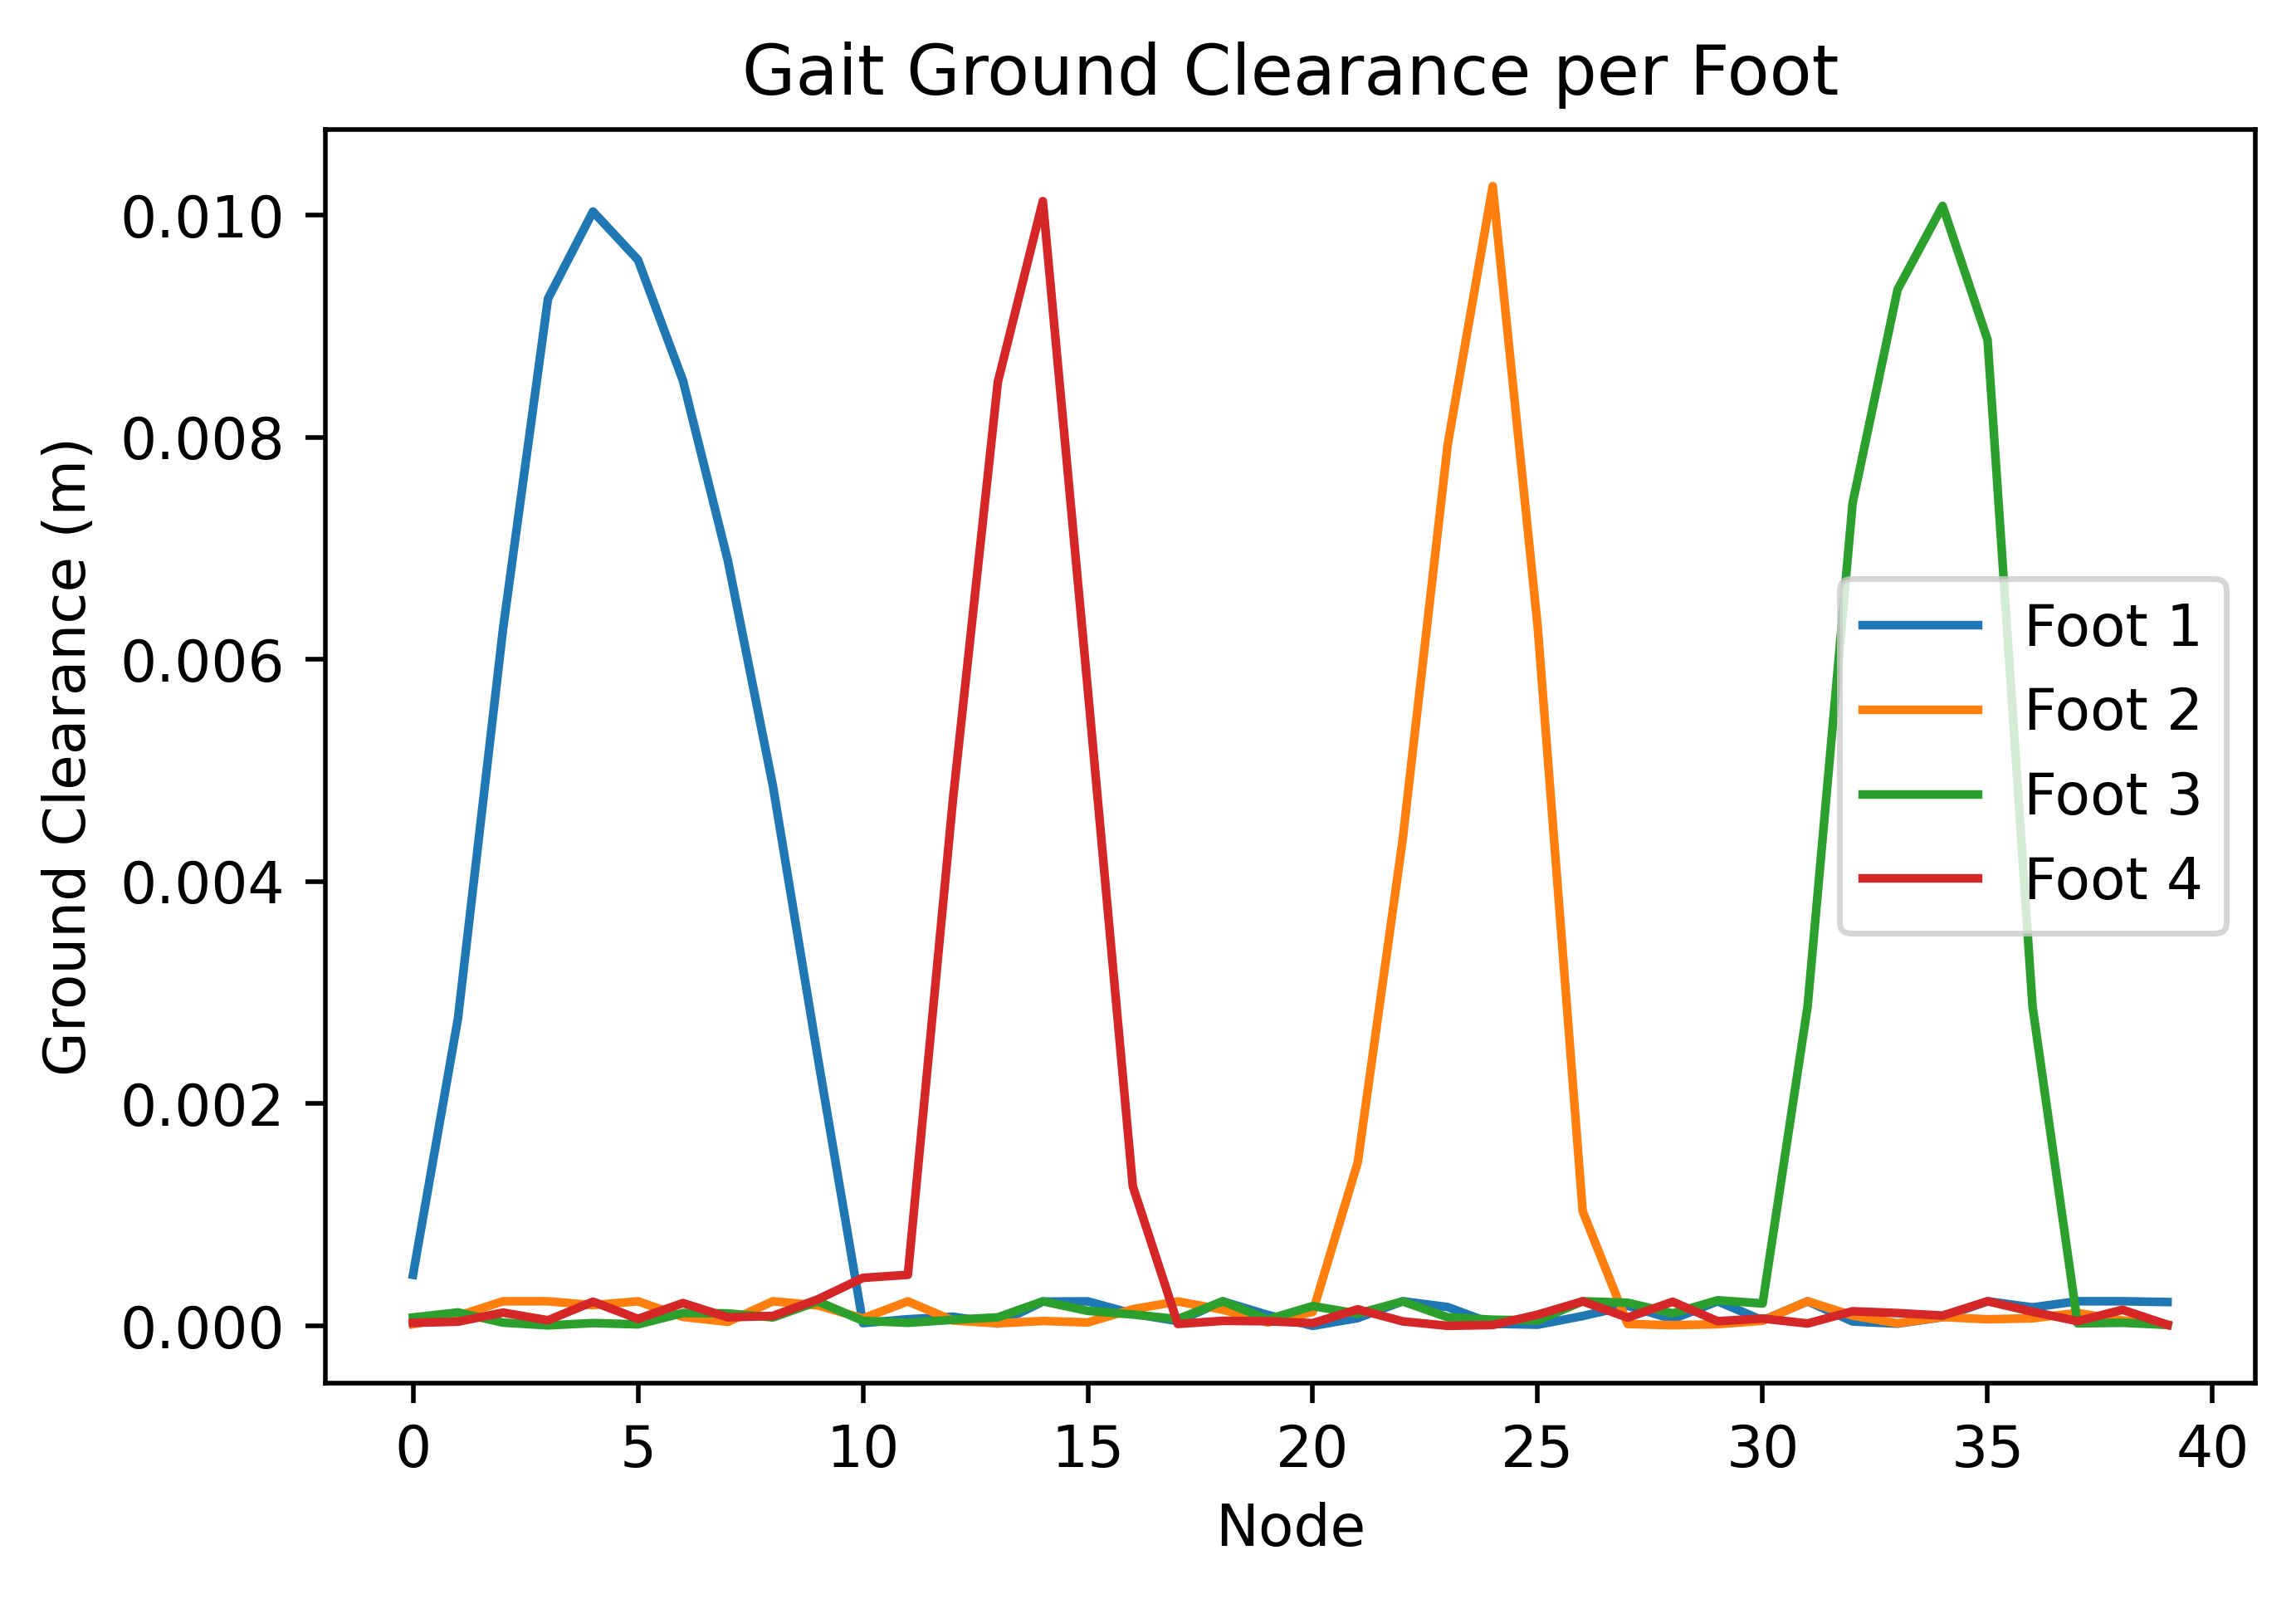 Gait Ground Clearance per Foot
Ground Clearance (m)
0.010
0.008
0.006
0.004
0.002
0.000
Foot 1
Foot 2
Foot 3
Foot 4
0 5 10 15 20 25 30 35 40
Node